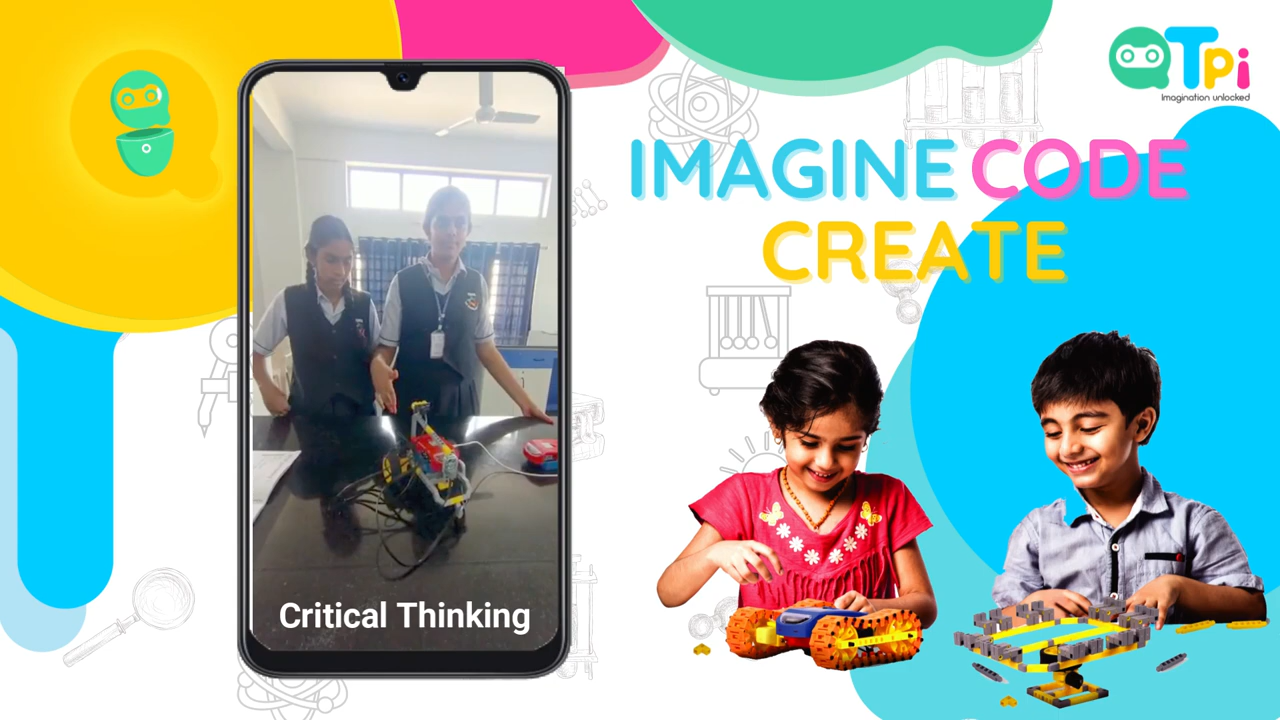 QTpi
Imagination unlocked
IMAGINE CODE
CREATE
Critical Thinking